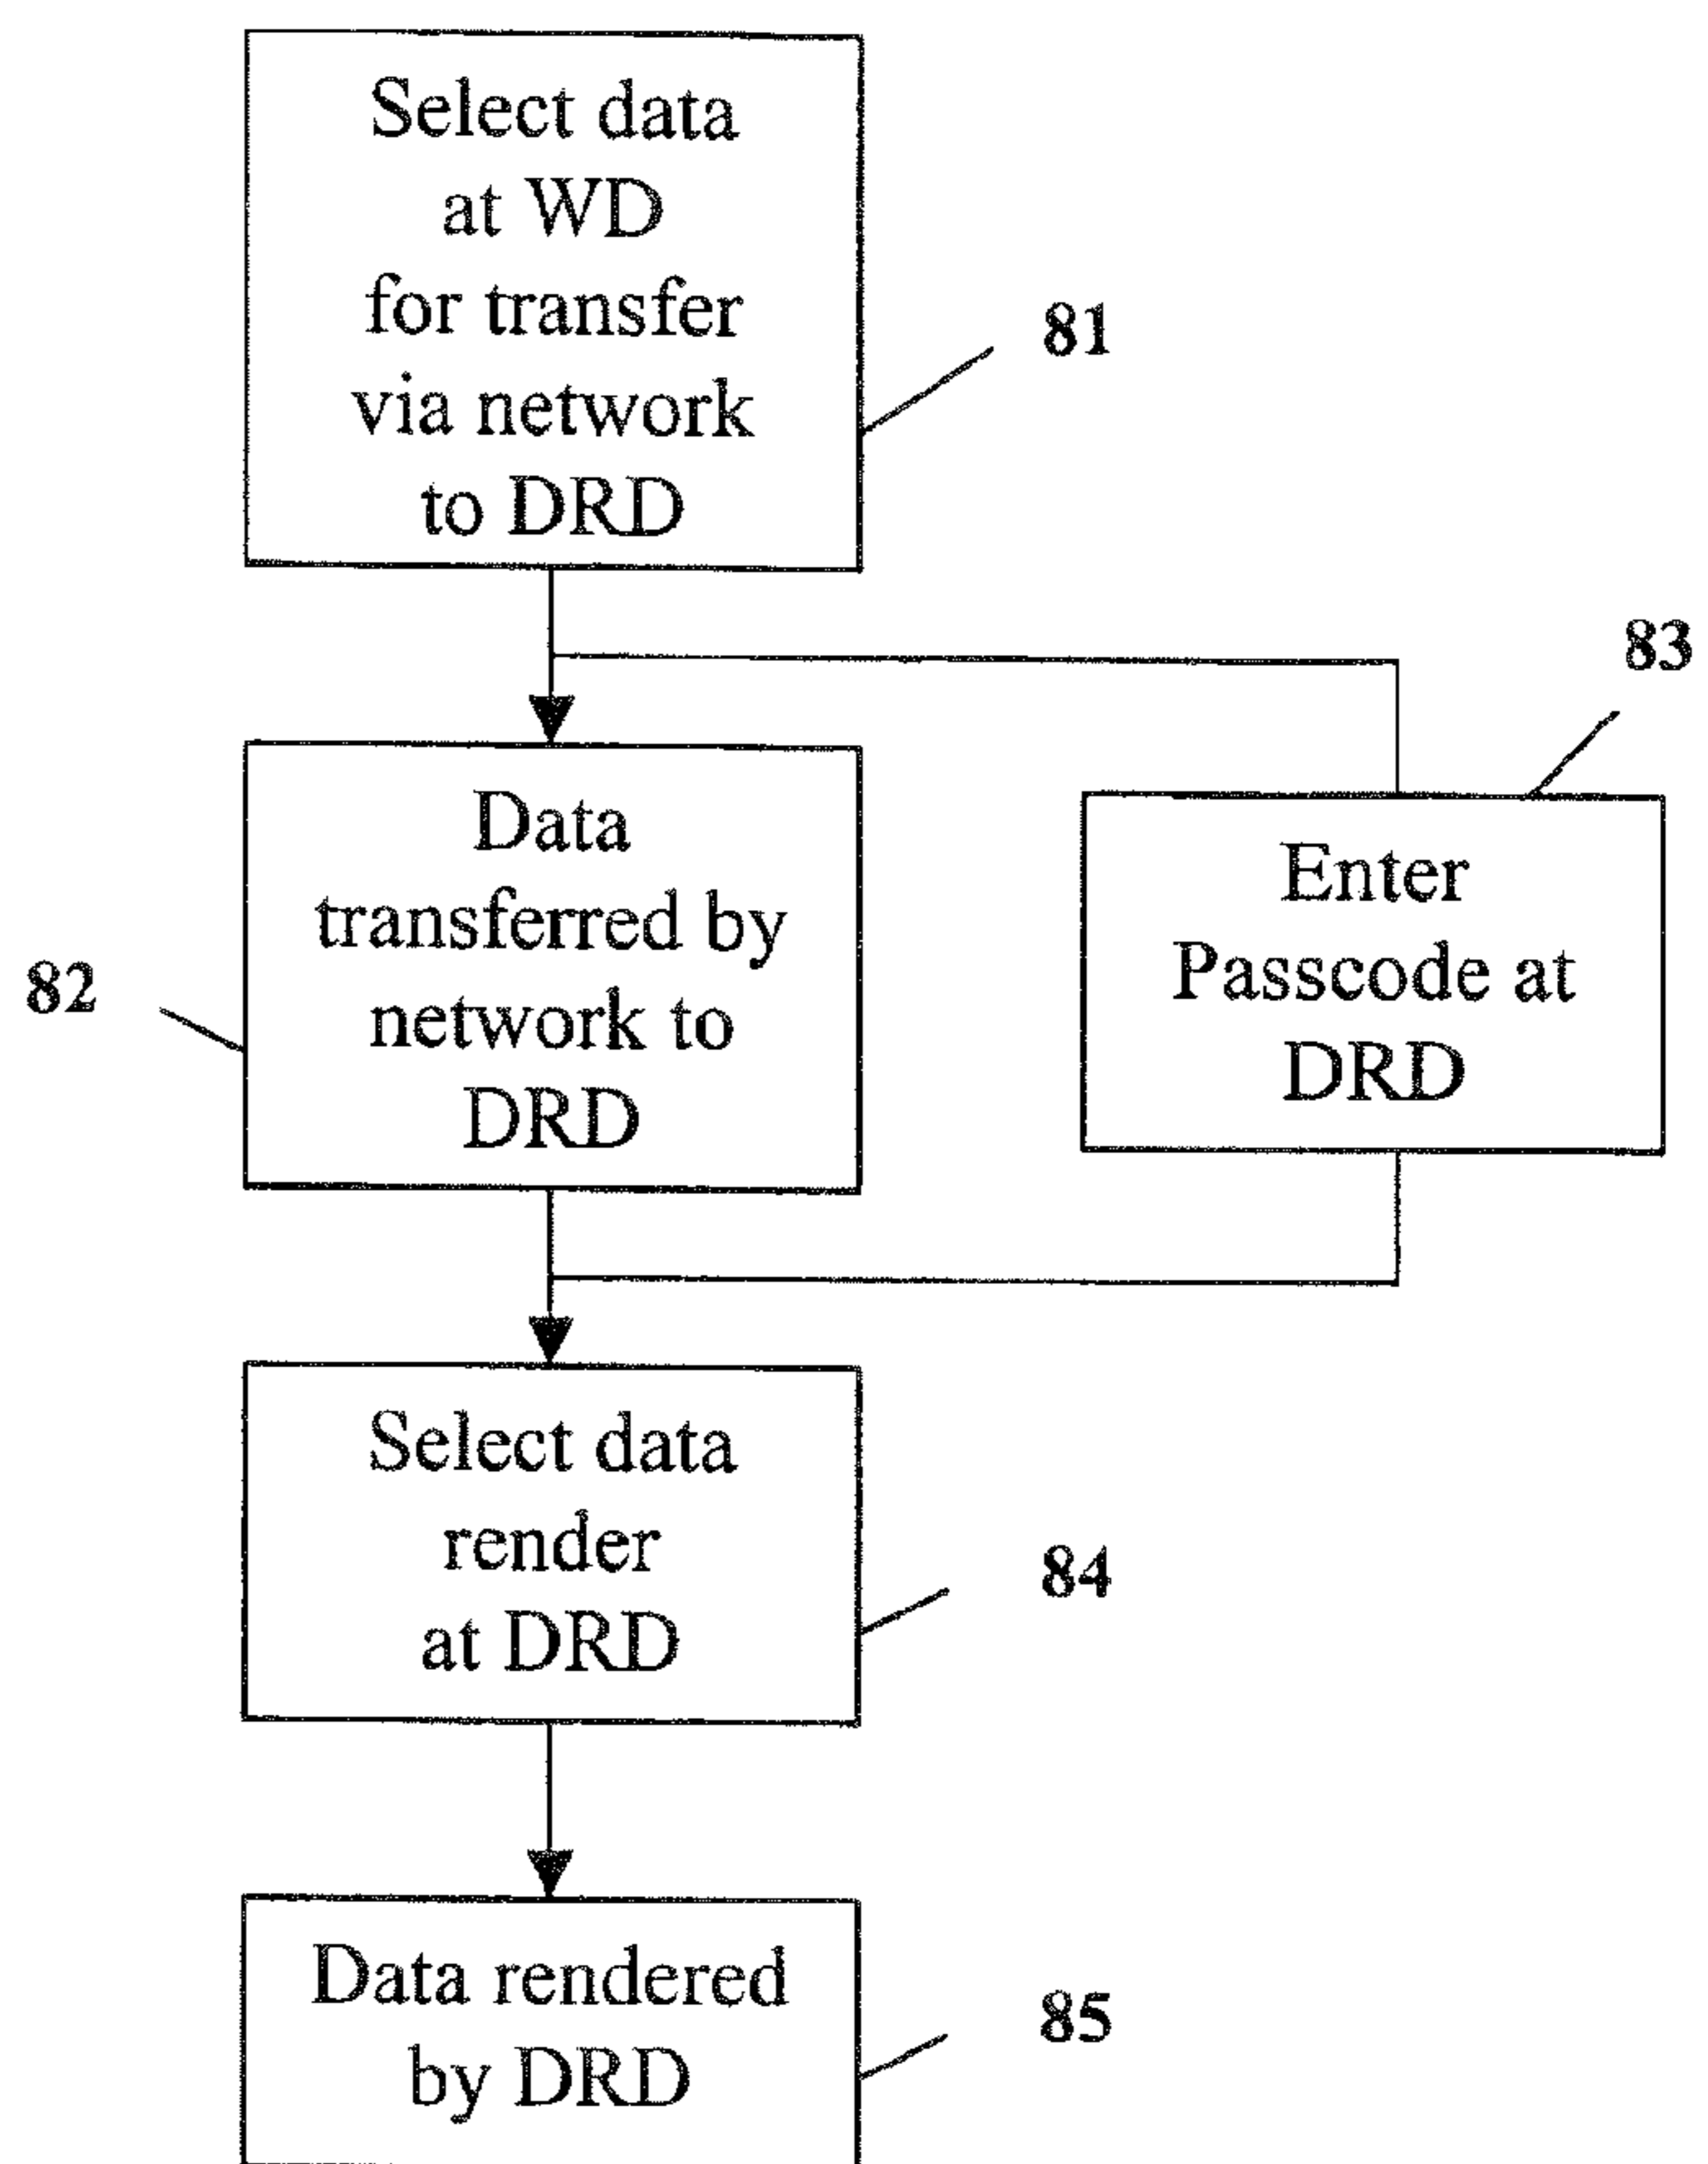 Select data
at WD
for transfer
via network
to DRD
81
83
Data
transferred by
network to
DRD
82
Enter
Passcode at
DRD
Select data
render
at DRD
84
Data rendered
by DRD
85